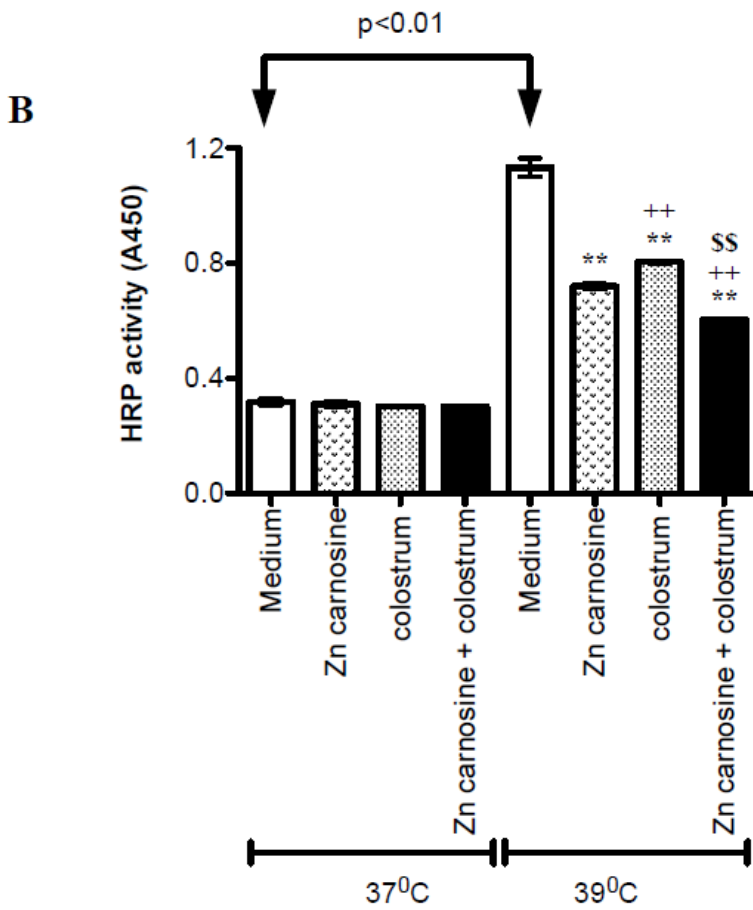 p<0.01
B
HRP activity (A450)
1.2
0.8
0.4
0.0
**
++
**
$$
++
**
Medium
Zn carnosine
colostrum
Zn carnosine + colostrum
Medium
Zn carnosine
colostrum
Zn carnosine + colostrum
37⁰C
39⁰C